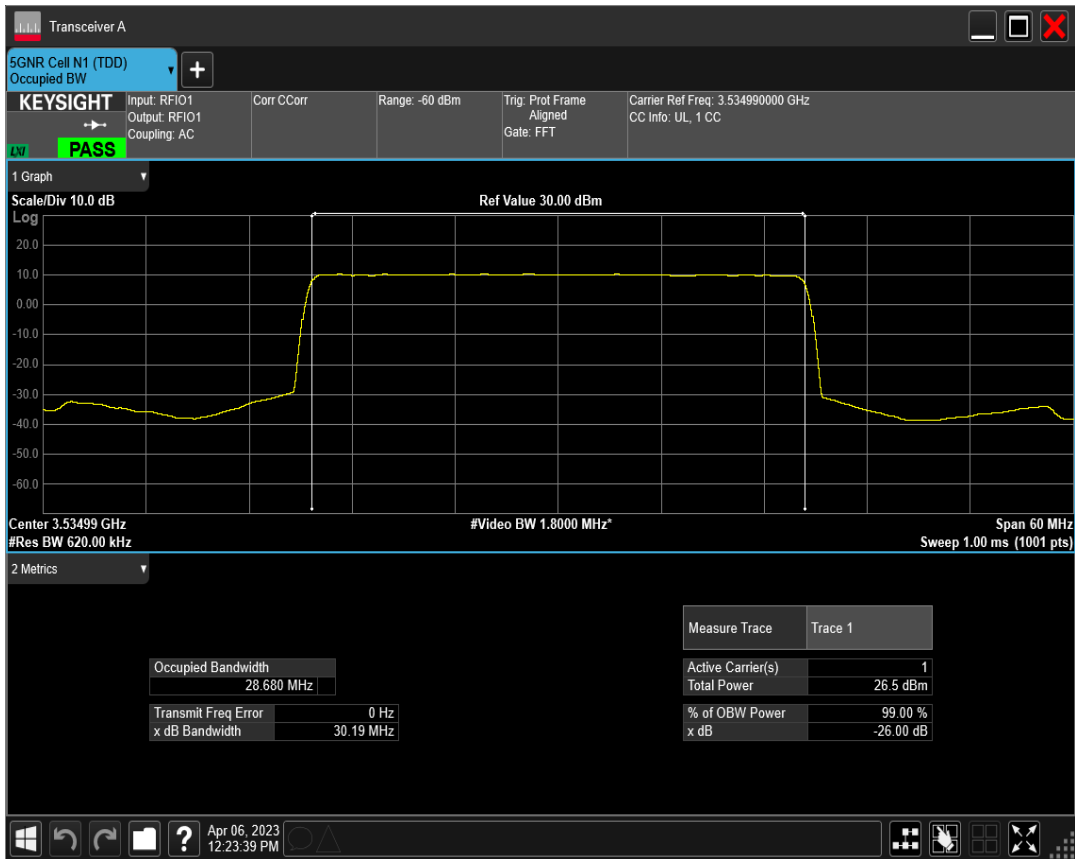 Transceiver A
5GNR Cell N1 (TDD)
Occupied BW
+
KEYSIGHT
LXI
PASS
Input: RFIO1
Output: RFIO1
Coupling: AC
Corr CCorr
Range: -60 dBm
Trig: Prot Frame
Aligned
Gate: FFT
Carrier Ref Freq: 3.534990000 GHz
CC Info: UL, 1 CC
1 Graph
Scale/Div 10.0 dB
Ref Value 30.00 dBm
Log
20.0
10.0
0.00
-10.0
-20.0
-30.0
-40.0
-50.0
-60.0
Center 3.53499 GHz
#Video BW 1.8000 MHz*
Span 60 MHz
#Res BW 620.00 kHz
Sweep 1.00 ms (1001 pts)
2 Metrics
Measure Trace Trace 1
Occupied Bandwidth
28.680 MHz
Active Carrier(s) 1
Total Power 26.5 dBm
Transmit Freq Error 0 Hz
x dB Bandwidth 30.19 MHz
% of OBW Power 99.00 %
x dB -26.00 dB
?
Apr 06, 2023
12:23:39 PM